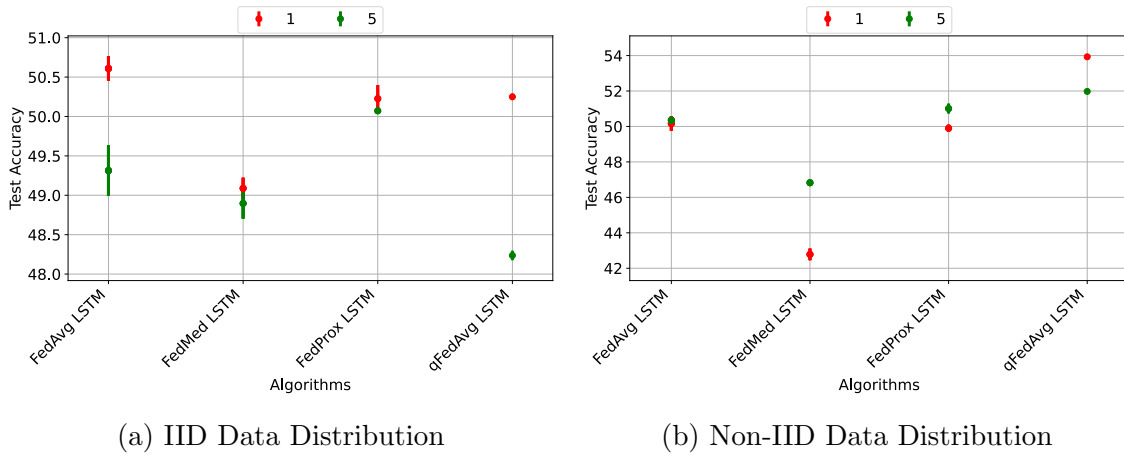 1 5
51.0
50.5
50.0
49.5
49.0
48.5
48.0
Test Accuracy
FedAvg LSTM
FedMed LSTM
FedProx LSTM
qFedAvg LSTM
Algorithms
(a) IID Data Distribution
1 5
54
52
50
48
46
44
42
Test Accuracy
FedAvg LSTM
FedMed LSTM
FedProx LSTM
qFedAvg LSTM
Algorithms
(b) Non-IID Data Distribution